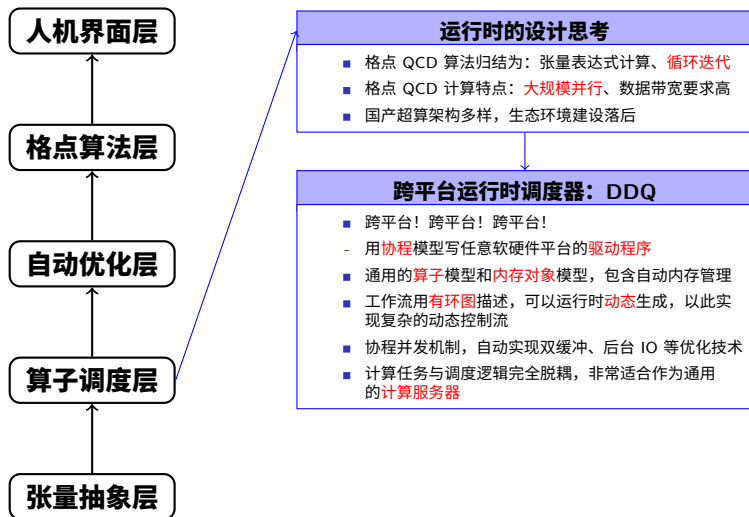 人机界面层
格点算法层
自动优化层
算子调度层
张量抽象层
运行时的设计思考
格点 QCD 算法归结为：张量表达式计算、循环迭代
格点 QCD 计算特点：大规模并行、数据带宽要求高
国产超算架构多样，生态环境建设落后
跨平台运行时调度器：DDQ
跨平台！跨平台！跨平台！
- 用协程模型写任意软硬件平台的驱动程序
通用的算子模型和内存对象模型，包含自动内存管理
工作流用有环图描述，可以运行时动态生成，以此实
现复杂的动态控制流
协程并发机制，自动实现双缓冲、后台 IO 等优化技术
计算任务与调度逻辑完全脱耦，非常适合作为通用
的计算服务器